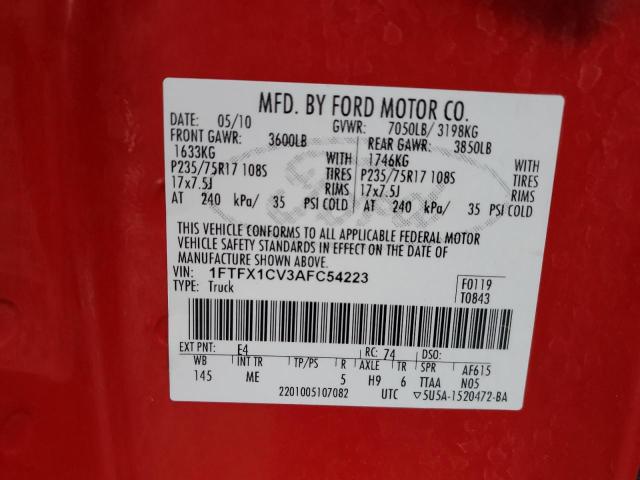 MFD. BY FORD MOTOR CO.
DATE: 05/10 GVWR: 7050LB/ 3198KG
FRONT GAWR: 3600LB REAR GAWR: 3850LB
1633KG WITH 1746KG WITH
P235/75R17 108S TIRES P235/75R17 108S TIRES
17x7.5J RIMS 17x7.5J RIMS
AT 240 kPa/ 35 PSI COLD AT 240 kPa/ 35 PSI COLD
THIS VEHICLE CONFORMS TO ALL APPLICABLE FEDERAL MOTOR
VEHICLE SAFETY STANDARDS IN EFFECT ON THE DATE OF
MANUFACTURE SHOWN ABOVE.
VIN: 1FTFX1CV3AFC54223 F0119
TYPE: Truck T0843
EXT PNT: E4 RC: 74 DSO:
WB INT TR TP/PS R AXLE TR SPR AF615
145 ME 5 H9 6 TTAA N05
2201005107082 UTC ▽5U5A-1520472-BA
Ford